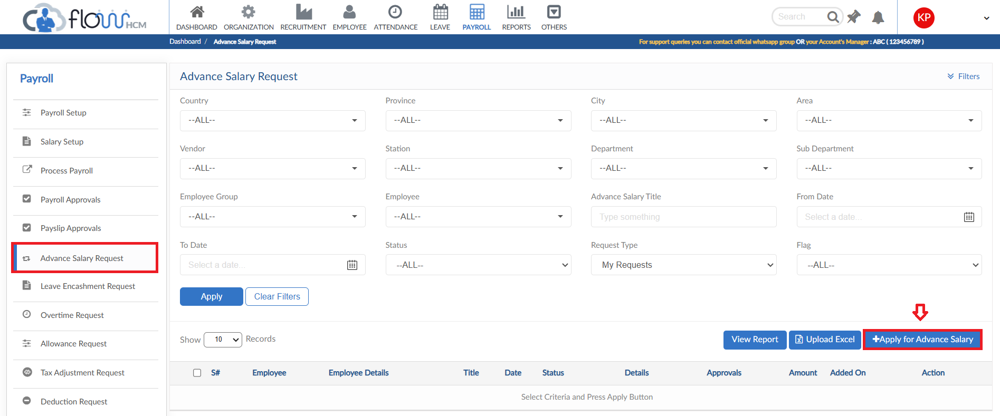 flow HCM
DASHBOARD ORGANIZATION RECRUITMENT EMPLOYEE ATTENDANCE LEAVE PAYROLL REPORTS OTHERS
Search
KP
Dashboard / Advance Salary Request
For support queries you can contact official whatsapp group OR your Account's Manager : ABC ( 123456789 )
Payroll
Payroll Setup
Salary Setup
Process Payroll
Payroll Approvals
Payslip Approvals
Advance Salary Request
Leave Encashment Request
Overtime Request
Allowance Request
Tax Adjustment Request
Deduction Request
Advance Salary Request
Filters
Country Province City Area
--ALL-- --ALL-- --ALL-- --ALL--
Vendor Station Department Sub Department
--ALL-- --ALL-- --ALL-- --ALL--
Employee Group Employee Advance Salary Title From Date
--ALL-- --ALL-- Type something Select a date...
To Date Status Request Type Flag
Select a date... --ALL-- My Requests --ALL--
Apply Clear Filters
Show 10 Records
View Report Upload Excel +Apply for Advance Salary
S# Employee Employee Details Title Date Status Details Approvals Amount Added On Action
Select Criteria and Press Apply Button